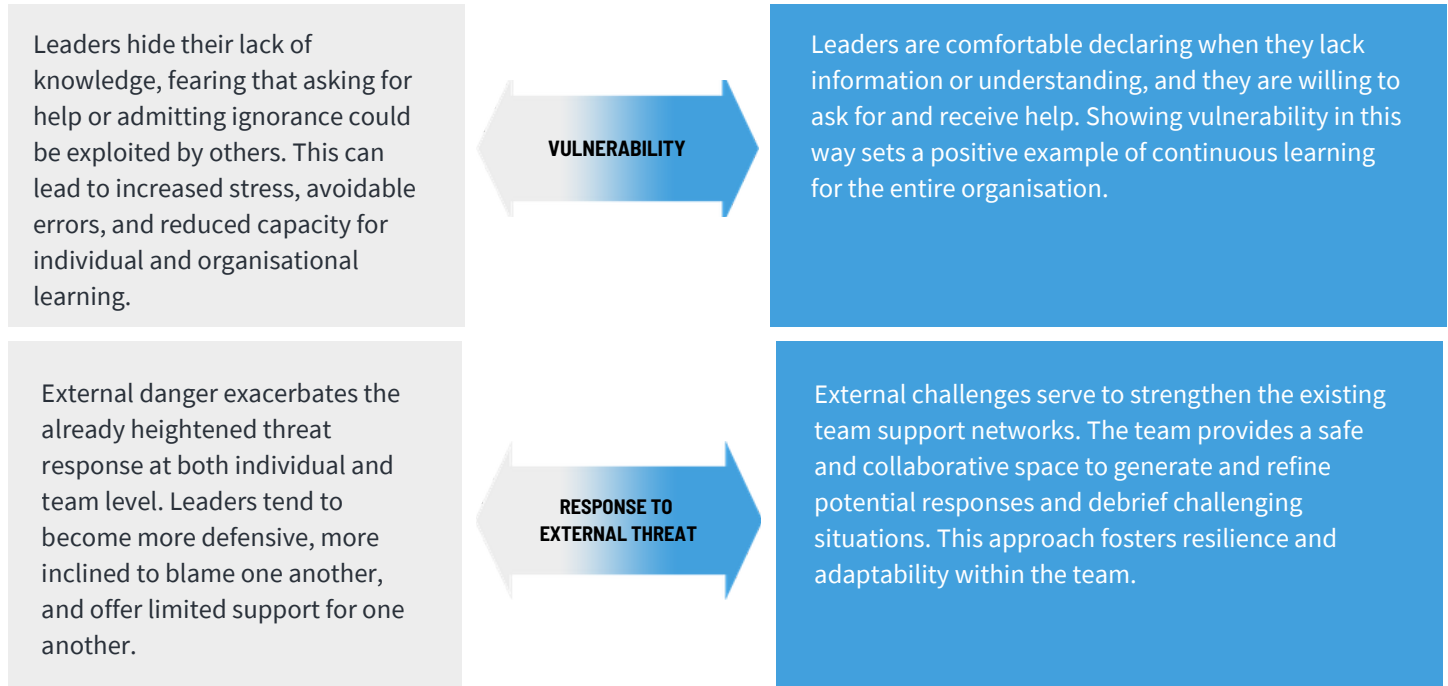 Leaders hide their lack of
knowledge, fearing that asking for
help or admitting ignorance could
be exploited by others. This can
lead to increased stress, avoidable
errors, and reduced capacity for
individual and organisational
learning.
VULNERABILITY
Leaders are comfortable declaring when they lack
information or understanding, and they are willing to
ask for and receive help. Showing vulnerability in this
way sets a positive example of continuous learning
for the entire organisation.
External danger exacerbates the
already heightened threat
response at both individual and
team level. Leaders tend to
become more defensive, more
inclined to blame one another,
and offer limited support for one
another.
RESPONSE TO
EXTERNAL THREAT
External challenges serve to strengthen the existing
team support networks. The team provides a safe
and collaborative space to generate and refine
potential responses and debrief challenging
situations. This approach fosters resilience and
adaptability within the team.